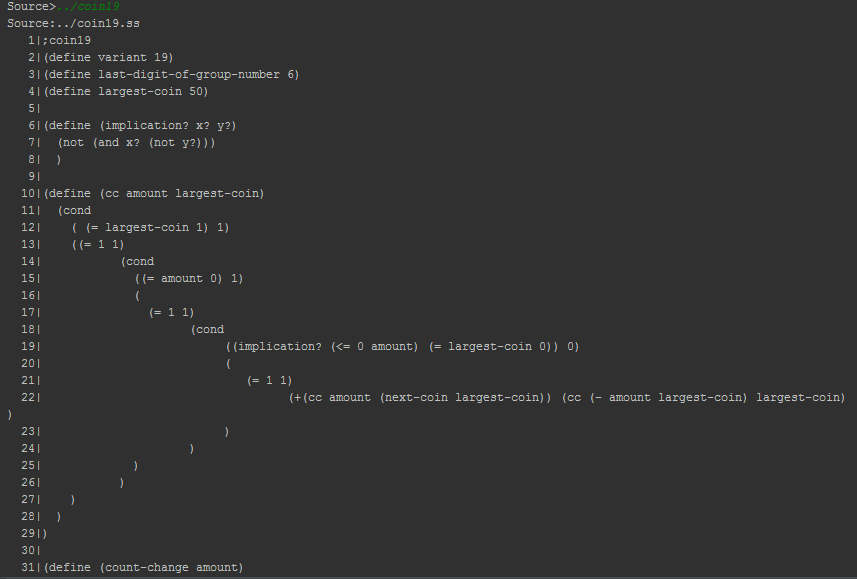 Source>../coin19
Source:../coin19.ss
   1|;coin19
   2|(define variant 19)
   3|(define last-digit-of-group-number 6)
   4|(define largest-coin 50)
   5|
   6|(define (implication? x? y?)
   7|  (not (and x? (not y?)))
   8|  )
   9|
  10|(define (cc amount largest-coin)
  11|  (cond
  12|    ( (= largest-coin 1) 1)
  13|    ((= 1 1)
  14|           (cond
  15|             ((= amount 0) 1)
  16|             (
  17|               (= 1 1)
  18|                     (cond
  19|                          ((implication? (<= 0 amount) (= largest-coin 0)) 0)
  20|                          (
  21|                             (= 1 1)
  22|                                   (+(cc amount (next-coin largest-coin)) (cc (- amount largest-coin) largest-coin)
)
  23|                          )
  24|                     )
  25|             )
  26|           )
  27|    )
  28|  )
  29|)
  30|
  31|(define (count-change amount)